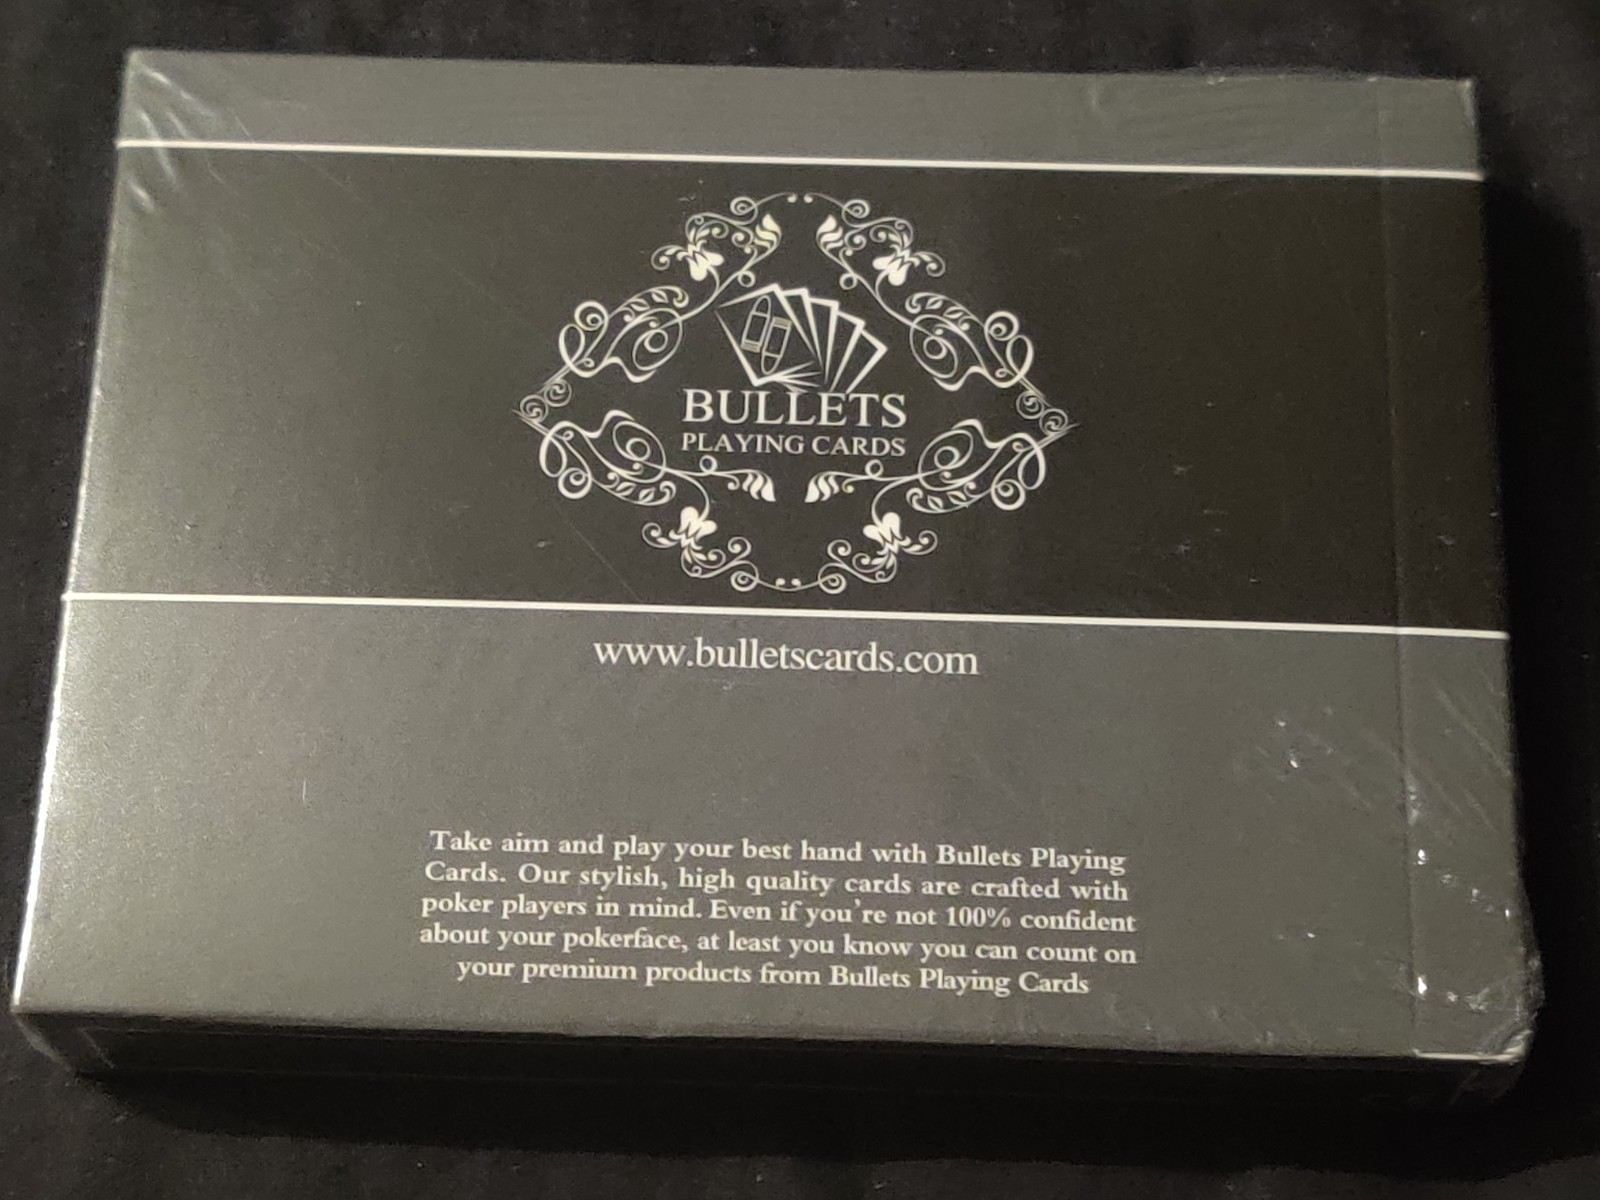 BULLETS
PLAYING CARDS
www.bulletscards.com
Take aim and play your best hand with Bullets Playing
Cards. Our stylish, high quality cards are crafted with
poker players in mind. Even if you're not 100% confident
about your pokerface, at least you know you can count on
your premium products from Bullets Playing Cards